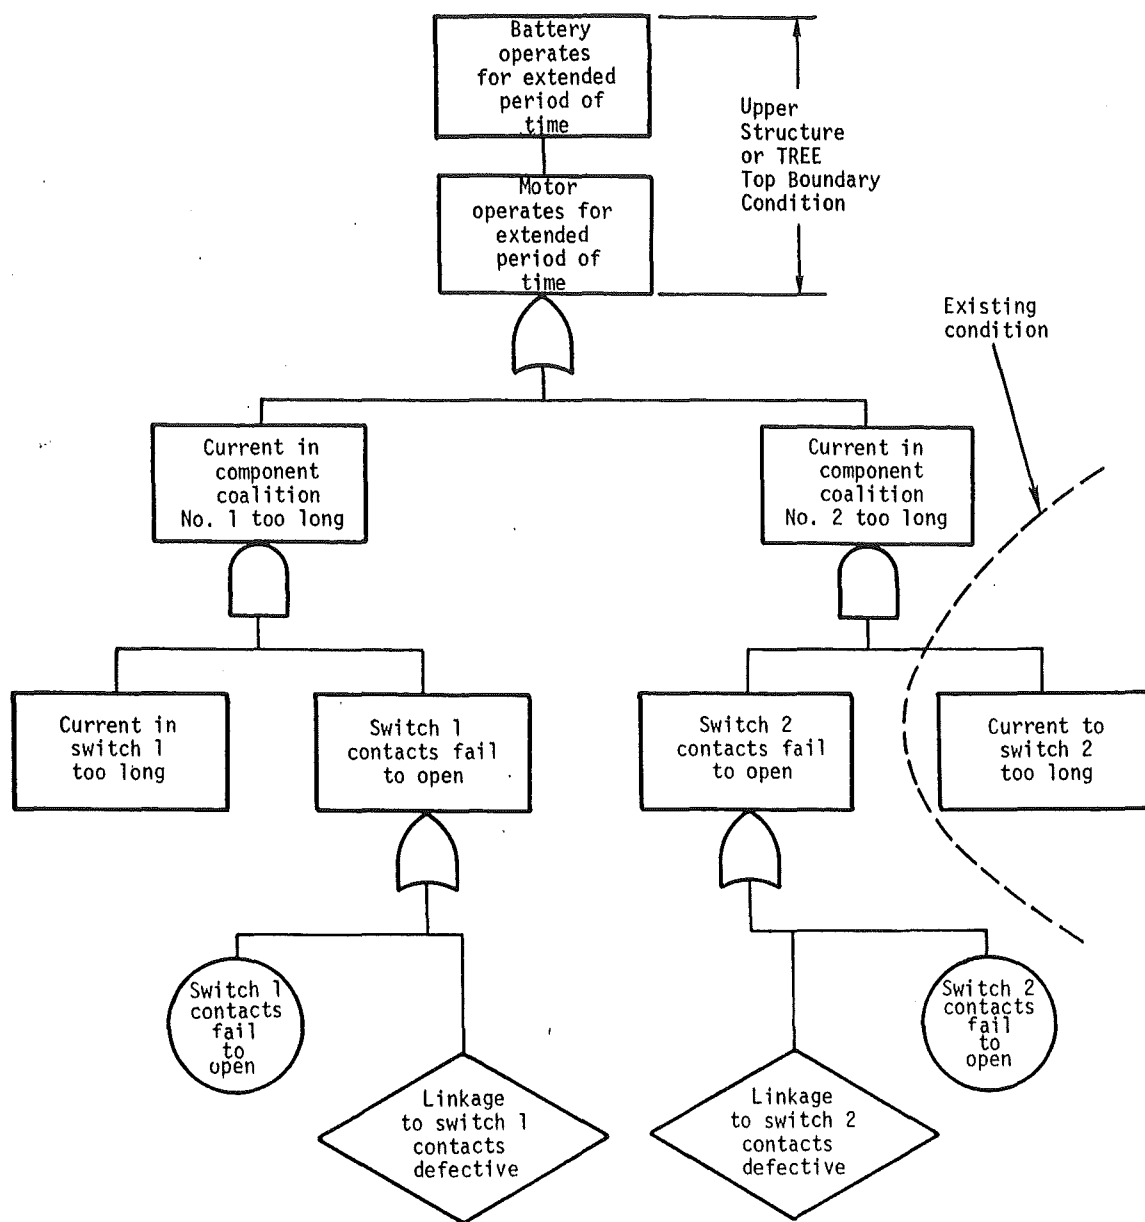 Battery
operates
for extended
period of
time
Upper
Structure
or TREE
Top Boundary
Condition
Motor
operates for
extended
period of
time
Existing
condition
Current in
component
coalition
No. 1 too long
Current in
component
coalition
No. 2 too long
Current in
switch 1
too long
Switch 1
contacts fail
to open
Switch 2
contacts fail
to open
Current to
switch 2
too long
Switch 1
contacts
fail
to
open
Linkage
to switch 1
contacts
defective
Linkage
to switch 2
contacts
defective
Switch 2
contacts
fail
to
open